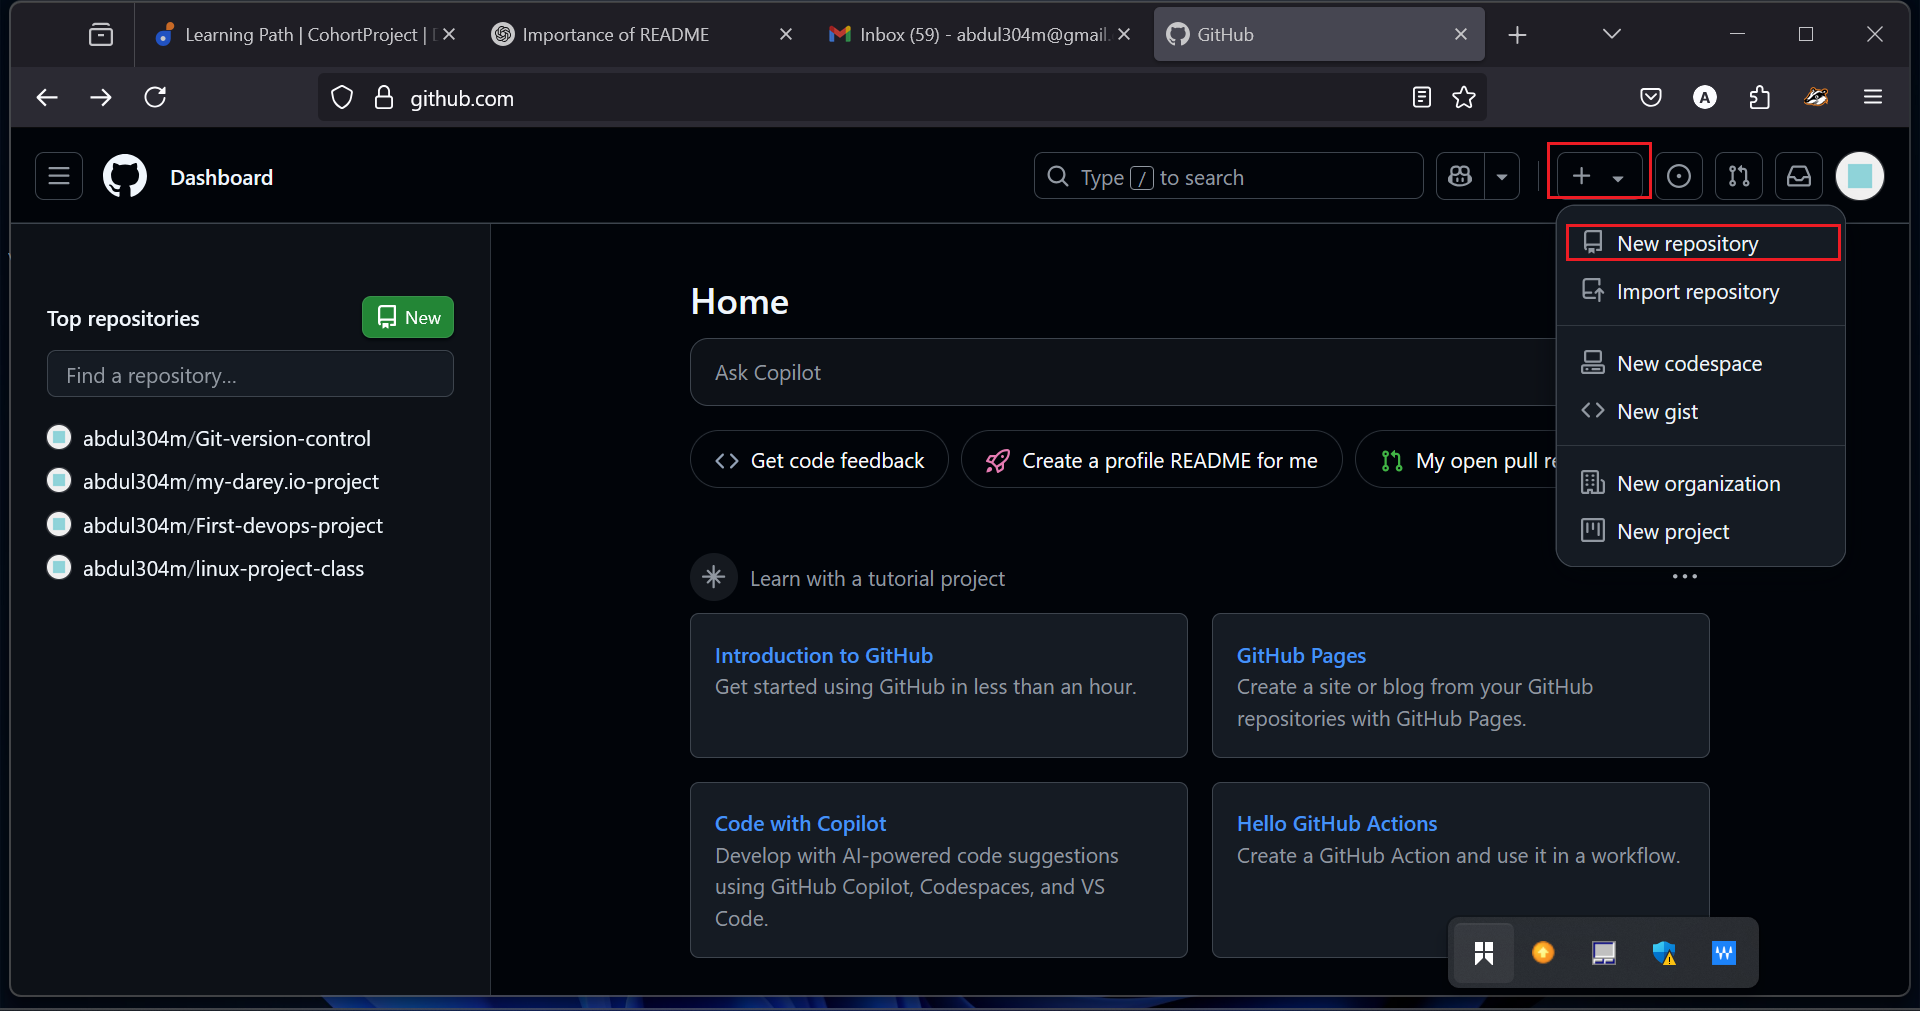 Learning Path | CohortProject |
Importance of README
Inbox (59) - abdul304m@gmail.
GitHub
github.com
A
Dashboard
Type / to search
New repository
Import repository
New codespace
New gist
New organization
New project
Top repositories
New
Find a repository...
abdul304m/Git-version-control
abdul304m/my-darey.io-project
abdul304m/First-devops-project
abdul304m/linux-project-class
Home
Ask Copilot
Get code feedback
Create a profile README for me
My open pull re
Learn with a tutorial project
Introduction to GitHub
Get started using GitHub in less than an hour.
GitHub Pages
Create a site or blog from your GitHub
repositories with GitHub Pages.
Code with Copilot
Develop with AI-powered code suggestions
using GitHub Copilot, Codespaces, and VS
Code.
Hello GitHub Actions
Create a GitHub Action and use it in a workflow.